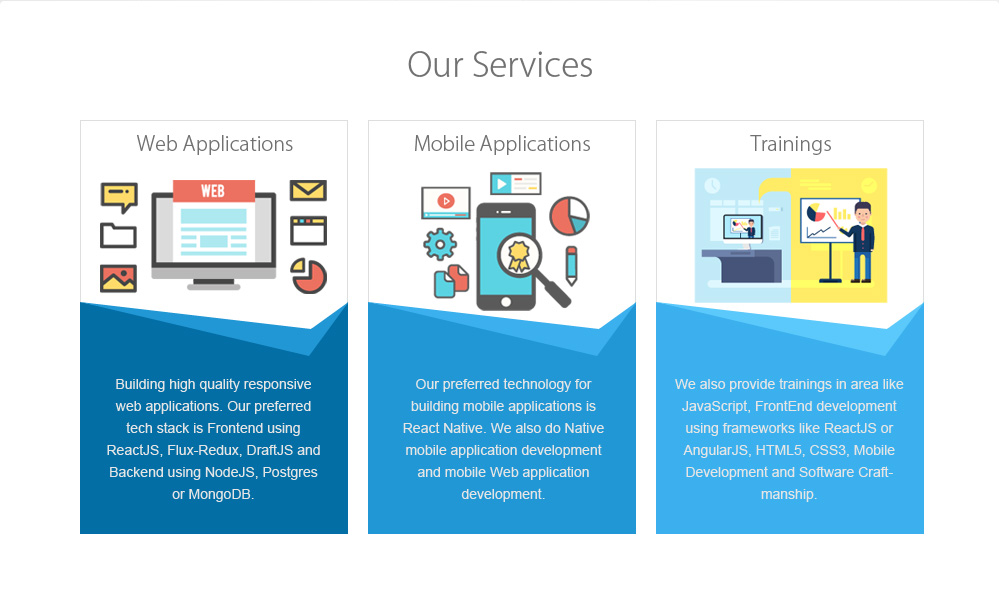 Our Services
Web Applications
WEB
Building high quality responsive
web applications. Our preferred
tech stack is Frontend using
ReactJS, Flux-Redux, DraftJS and
Backend using NodeJS, Postgres
or MongoDB.
Mobile Applications
Our preferred technology for
building mobile applications is
React Native. We also do Native
mobile application development
and mobile Web application
development.
Trainings
We also provide trainings in area like
JavaScript, FrontEnd development
using frameworks like ReactJS or
AngularJS, HTML5, CSS3, Mobile
Development and Software Craft-
manship.